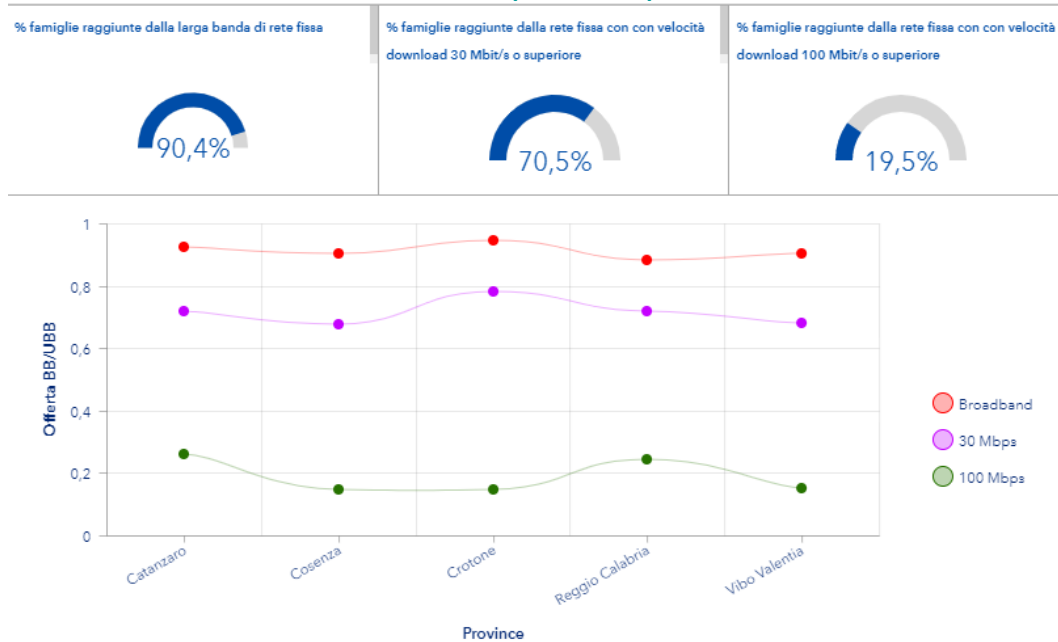 % famiglie raggiunte dalla larga banda di rete fissa
90,4%
% famiglie raggiunte dalla rete fissa con con velocità
download 30 Mbit/s o superiore
70,5%
% famiglie raggiunte dalla rete fissa con con velocità
download 100 Mbit/s o superiore
19,5%
Offerta BB/UBB
1
0,8
0,6
0,4
0,2
0
Catanzaro
Cosenza
Crotone
Reggio Calabria
Vibo Valentia
Province
Broadband
30 Mbps
100 Mbps